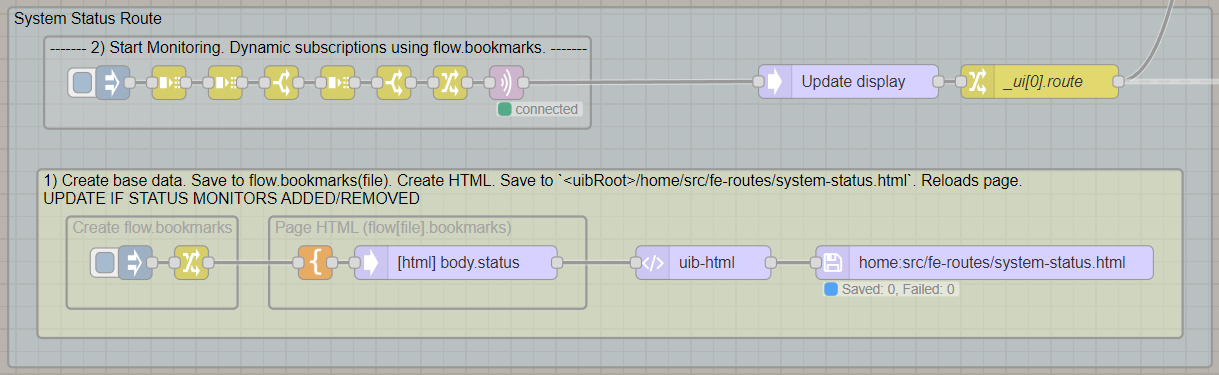 System Status Route
------- 2) Start Monitoring. Dynamic subscriptions using flow.bookmarks. -------
Update display
_ui[0].route
connected
1) Create base data. Save to flow.bookmarks(file). Create HTML. Save to `<uibRoot>/home/src/fe-routes/system-status.html`. Reloads page.
UPDATE IF STATUS MONITORS ADDED/REMOVED
Create flow.bookmarks
Page HTML (flow[file].bookmarks)
{
[html] body.status
</>
uib-html
home:src/fe-routes/system-status.html
Saved: 0, Failed: 0